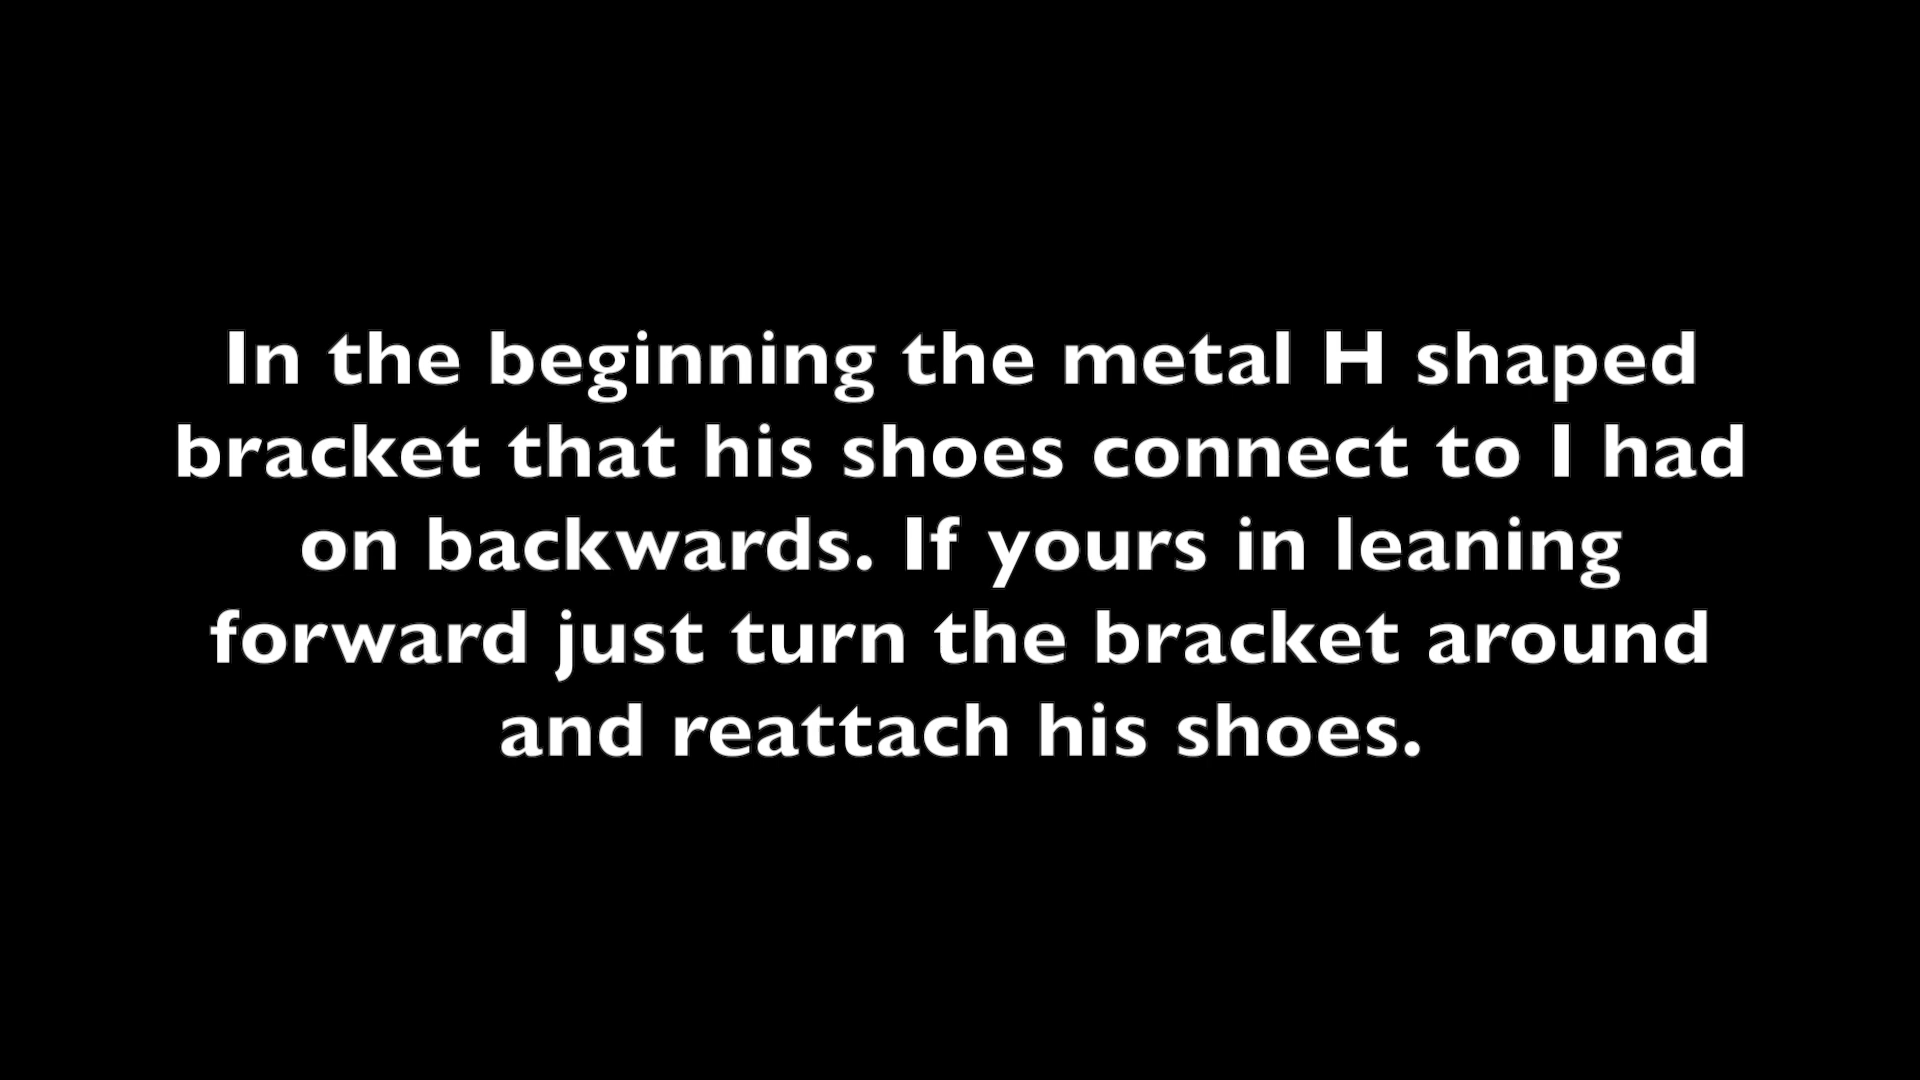 In the beginning the metal H shaped
bracket that his shoes connect to I had
on backwards. If yours in leaning
forward just turn the bracket around
and reattach his shoes.